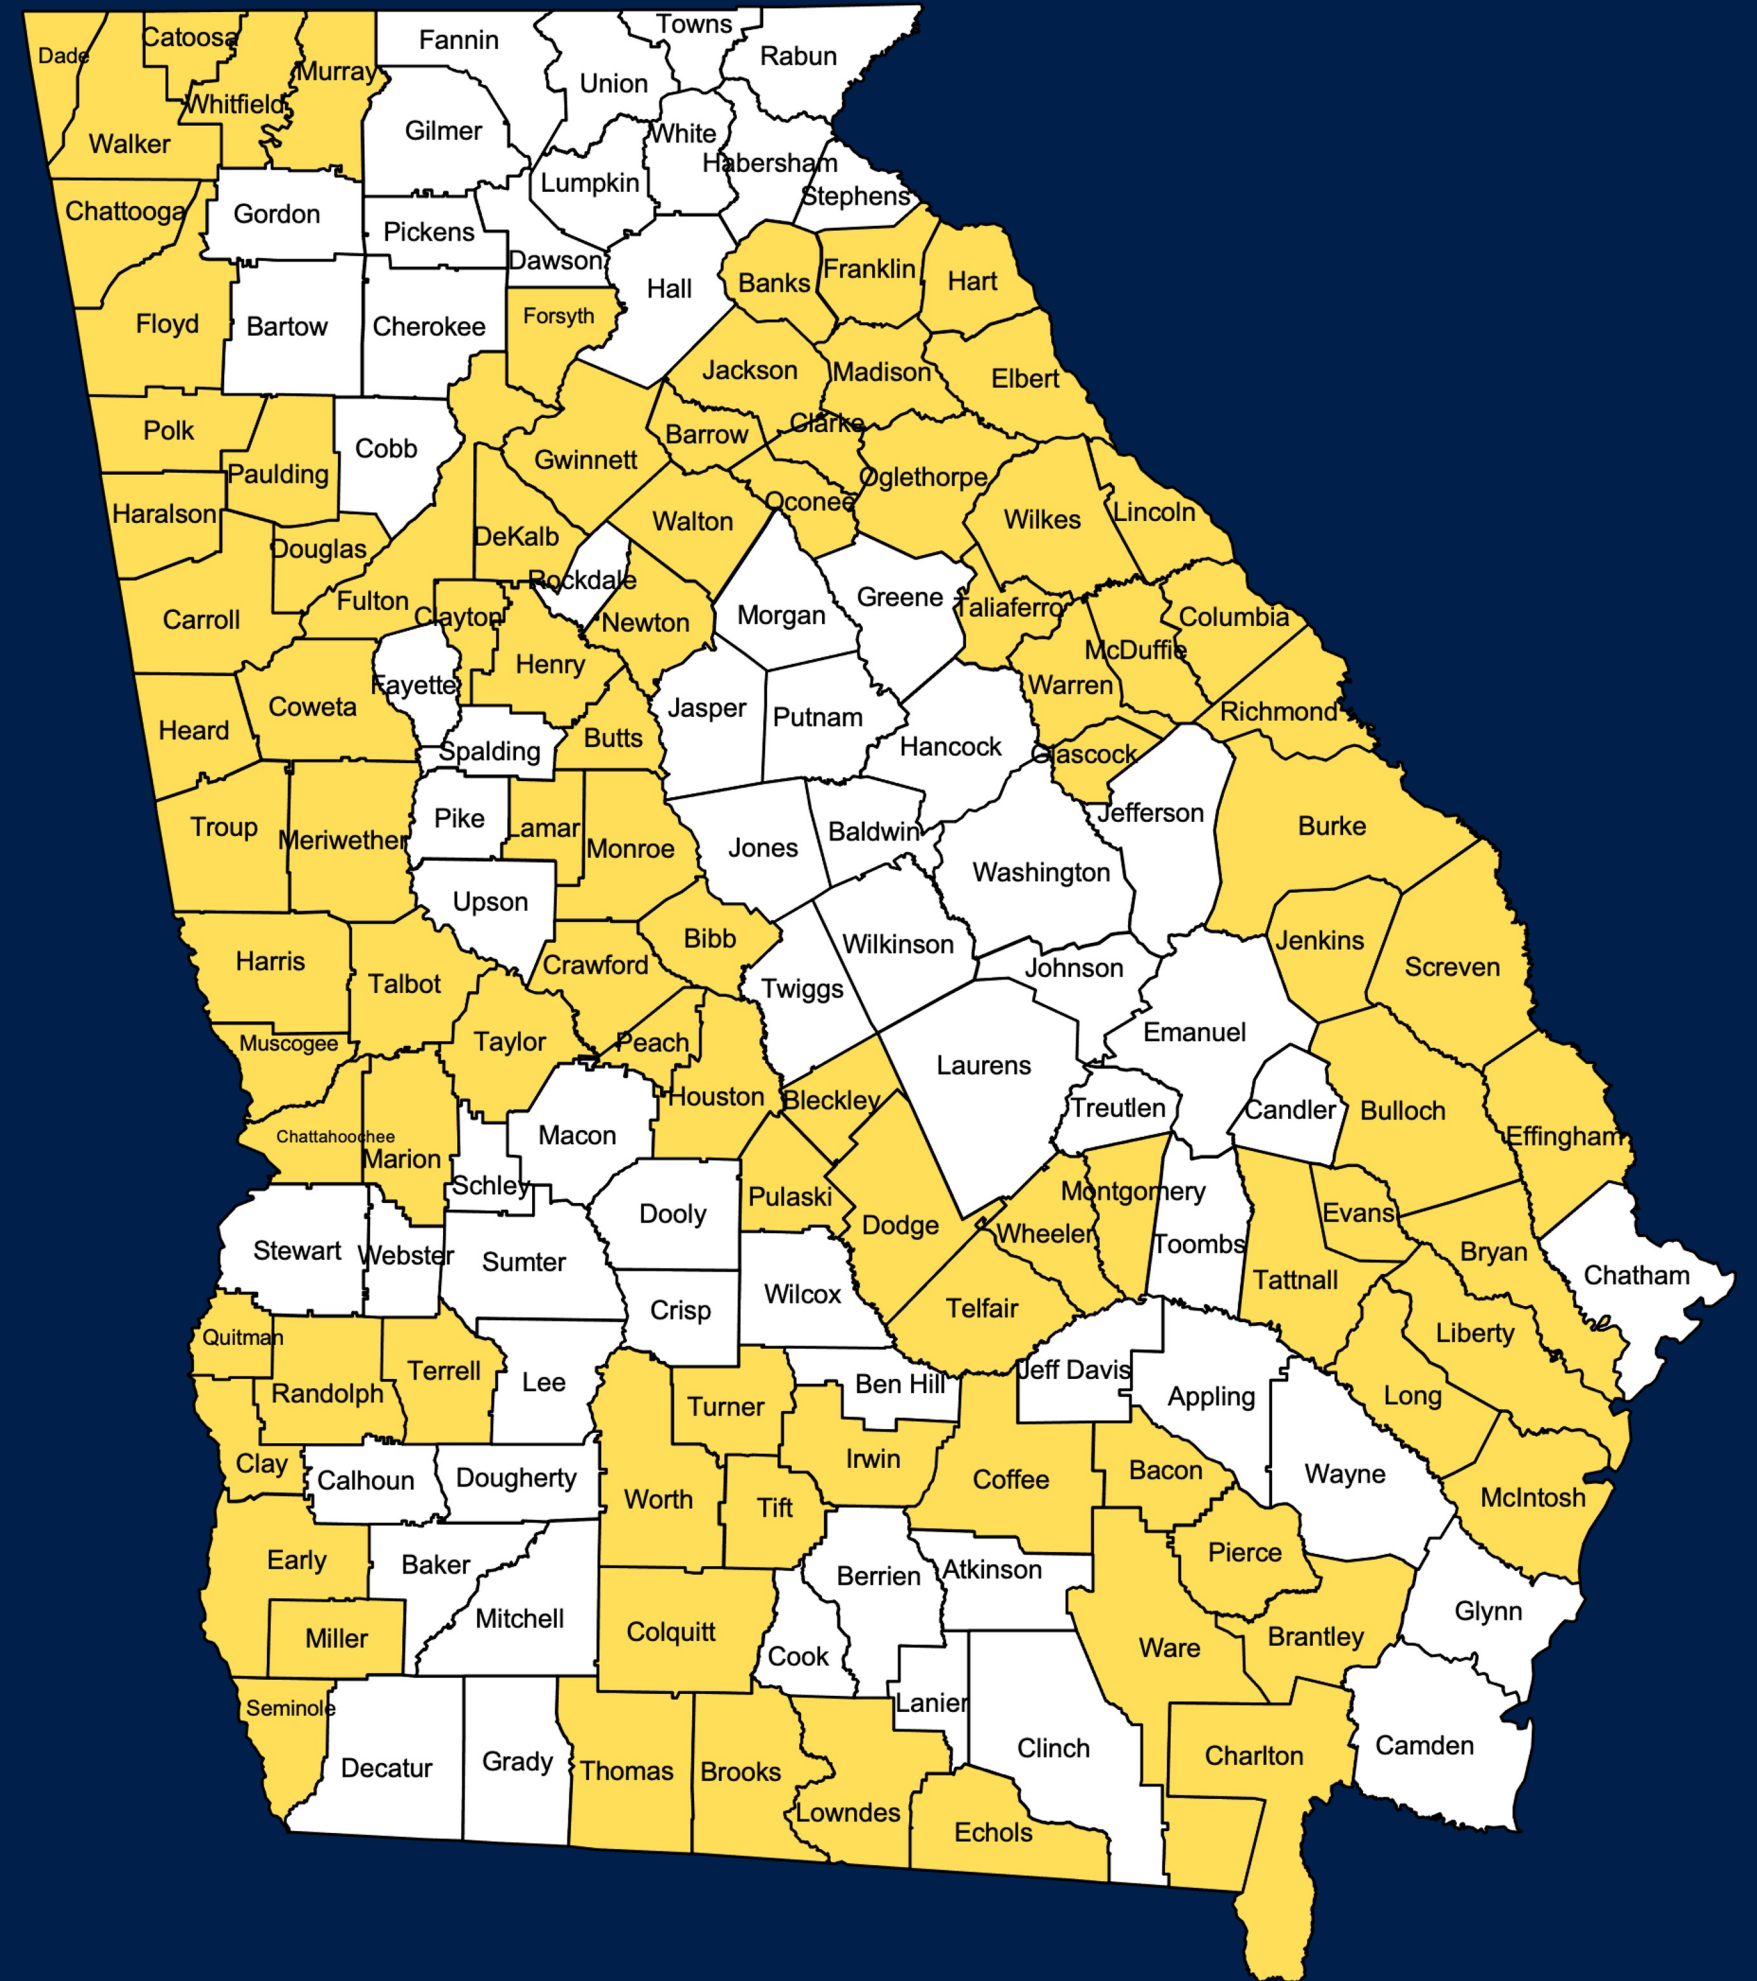 Towns
Catoosa
Fannin
Dade
Rabun
Murray
Union
Whitfield
Gilmer
White
Walker
Habersham
Lumpkin
Stephens
Chattooga
Gordon
Pickens
Dawson
Franklin
Hart
Banks
Hall
Forsyth
Floyd
Bartow
Cherokee
Jackson
Madison
Elbert
Clarke
Polk
Barrow
Cobb
Gwinnett
Paulding
Oglethorpe
Oconee
Haralson
Lincoln
Walton
Wilkes
DeKalb
Douglas
Rockdale
Greene
Fulton
Taliaferro
Morgan
Clayton
Columbia
Carroll
Newton
McDuffie
Henry
Fayette
Warren
Coweta
Jasper
Richmond
Putnam
Heard
Butts
Hancock
Spalding
Glascock
Jefferson
Pike
Burke
Troup
Lamar
Baldwin
Meriwether
Jones
Monroe
Washington
Upson
Bibb
Jenkins
Wilkinson
Harris
Crawford
Screven
Johnson
Talbot
Twiggs
Emanuel
Taylor
Muscogee
Peach
Laurens
Houston
Bleckley
Treutlen
Candler
Bulloch
Macon
Chattahoochee
Effingham
Marion
Schley
Montgomery
Pulaski
Dooly
Evans
Dodge
Wheeler
Toombs
Stewart
Bryan
Webster
Sumter
Chatham
Tattnall
Wilcox
Telfair
Crisp
Liberty
Quitman
Terrell
Jeff Davis
Lee
Ben Hill
Randolph
Long
Appling
Turner
Irwin
Clay
Bacon
Wayne
Dougherty
Coffee
Calhoun
McIntosh
Worth
Tift
Pierce
Early
Baker
Atkinson
Berrien
Glynn
Mitchell
Colquitt
Brantley
Miller
Ware
Cook
Lanier
Seminole
Camden
Clinch
Charlton
Grady
Decatur
Thomas
Brooks
Lowndes
Echols